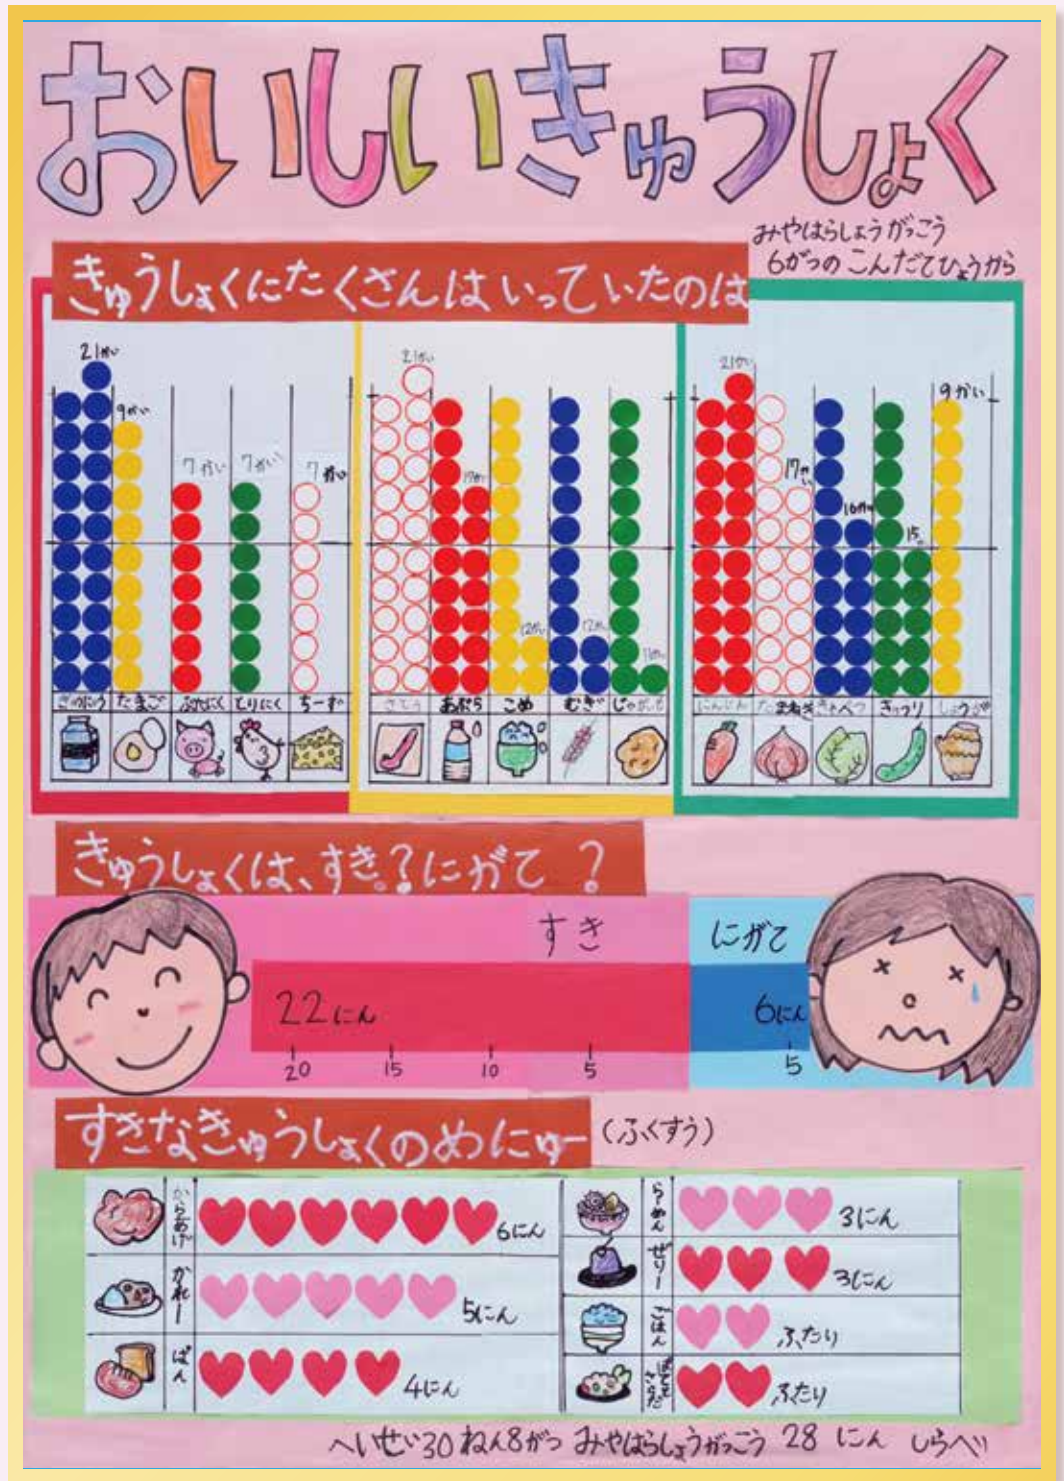 おいしいきゅうしょく
みやはらしょうがっこう
6がつの こんだてひょうから
きゅうしょくにたくさんはいっていたのは
21かい 9かい 7かい 7かい 7かい
ぎゅうにゅう たまご ぶたにく とりにく ちーず
21かい 17かい 12かい 12かい 11かい
さとう あぶら こめ むぎ じゃがいも
21かい 17かい 16かい 15 9かい
にんじん たまねぎ きゃべつ きゅうり しょうが
きゅうしょくは、すき?にがて?
すき にがて
22にん 6にん
20 15 10 5 5
すきなきゅうしょくのめにゅー (ふくすう)
からあげ 6にん
かれー 5にん
ぱん 4にん
らーめん 3にん
ぜりー 3にん
ごはん ふたり
ぽてとさらだ ふたり
へいせい30ねん8がつ みやはらしょうがっこう 28にん しらべ